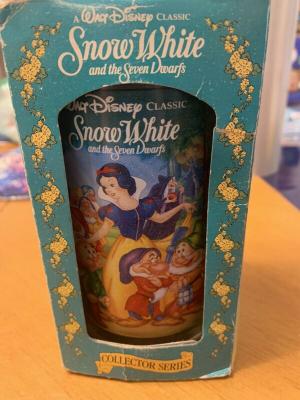 A WALT DISNEY CLASSIC
Snow White
and the Seven Dwarfs
WALT DISNEY CLASSIC
Snow White
and the Seven Dwarfs
COLLECTOR SERIES